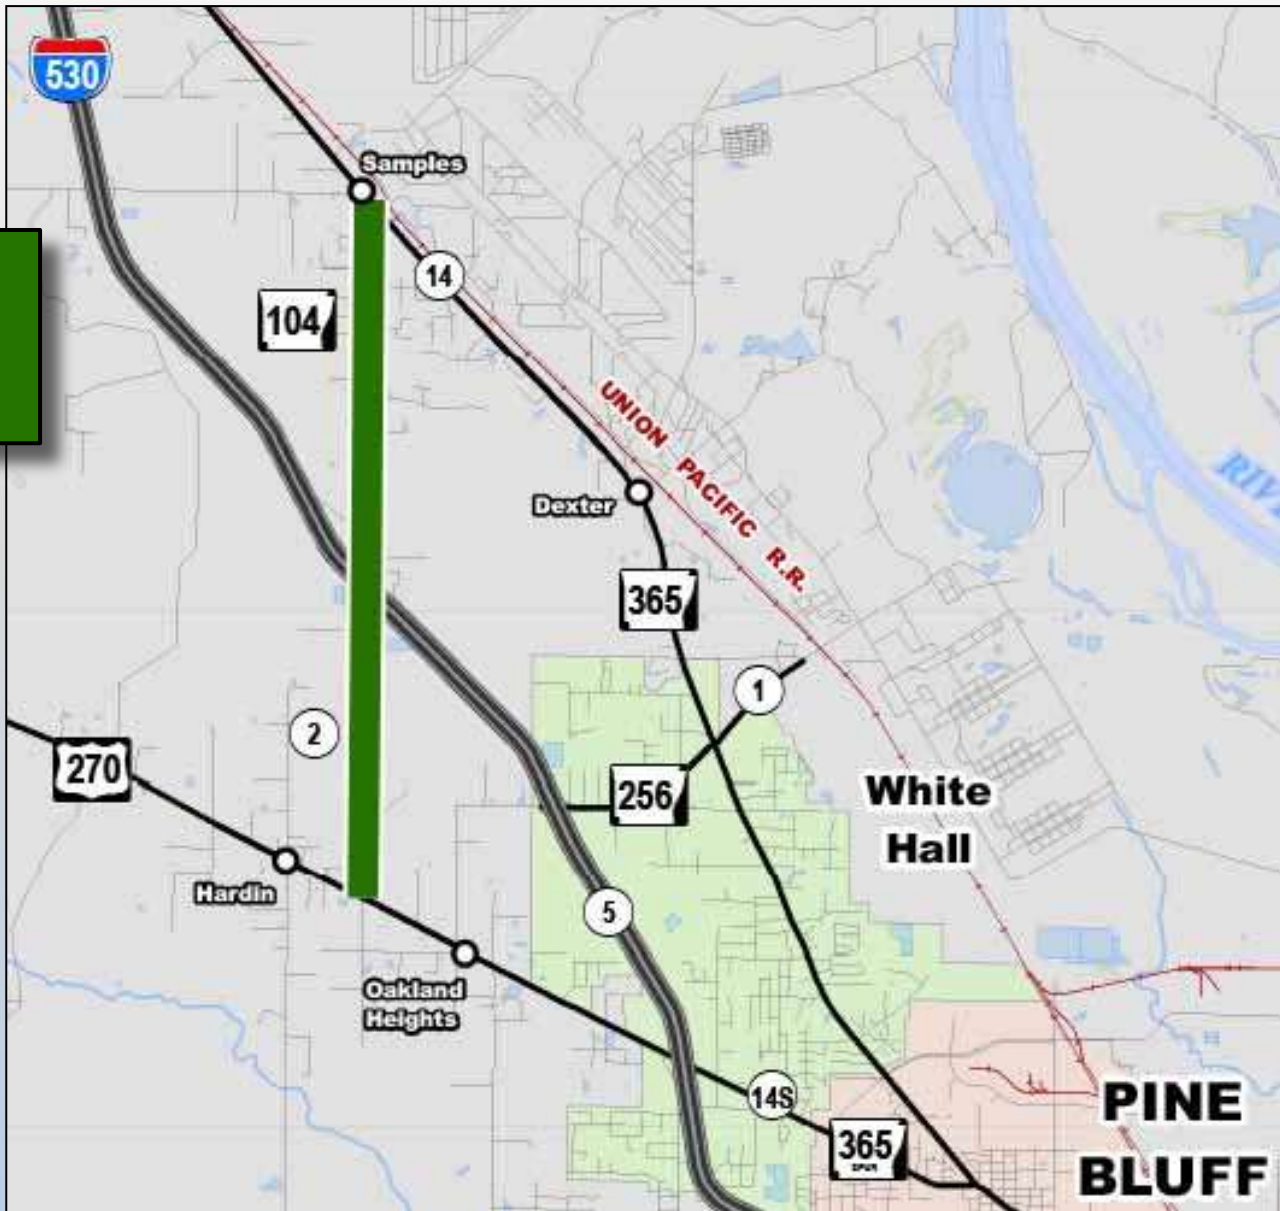 530
Samples
14
104
UNION PACIFIC R.R.
Dexter
365
1
2
270
256
White
Hall
Hardin
5
Oakland
Heights
14S
365
SPUR
PINE
BLUFF